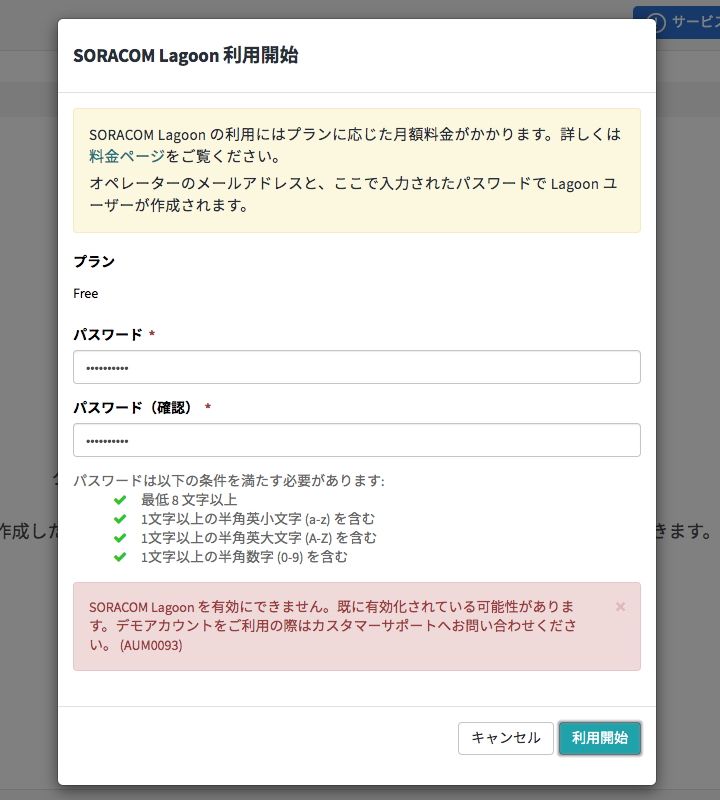 サービス
SORACOM Lagoon 利用開始
SORACOM Lagoon の利用にはプランに応じた月額料金がかかります。詳しくは
料金ページをご覧ください。
オペレーターのメールアドレスと、ここで入力されたパスワードで Lagoon ユ
ーザーが作成されます。
プラン
Free
パスワード *
••••••••••
パスワード（確認） *
••••••••••
パスワードは以下の条件を満たす必要があります:
最低 8 文字以上
1文字以上の半角英小文字 (a-z) を含む
作成した
1文字以上の半角英大文字 (A-Z) を含む
きます。
1文字以上の半角数字 (0-9) を含む
SORACOM Lagoon を有効にできません。既に有効化されている可能性がありま
す。デモアカウントをご利用の際はカスタマーサポートへお問い合わせくださ
い。 (AUM0093)
×
キャンセル
利用開始